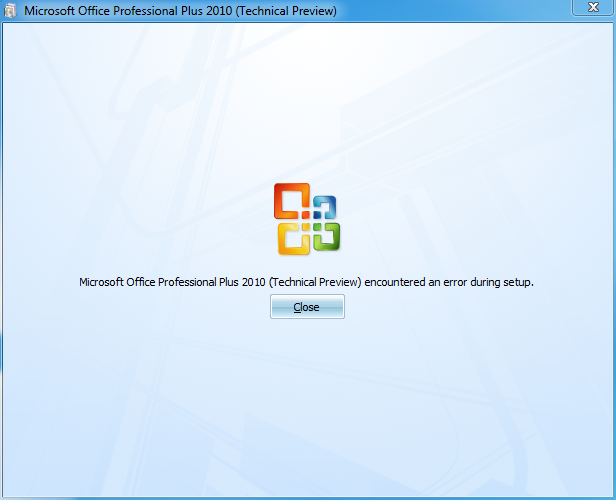 Microsoft Office Professional Plus 2010 (Technical Preview)
Microsoft Office Professional Plus 2010 (Technical Preview) encountered an error during setup.
Close